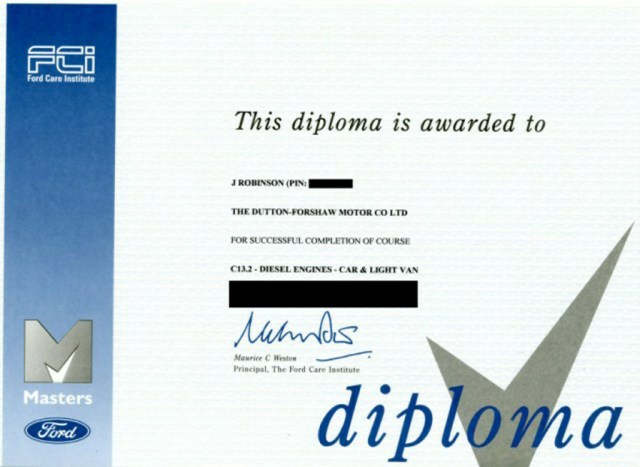 FCi
Ford Care Institute
This diploma is awarded to
J ROBINSON (PIN:
THE DUTTON-FORSHAW MOTOR CO LTD
FOR SUCCESSFUL COMPLETION OF COURSE
C13.2 - DIESEL ENGINES - CAR & LIGHT VAN
Maurice C Weston
Principal, The Ford Care Institute
M
Masters
Ford
diploma